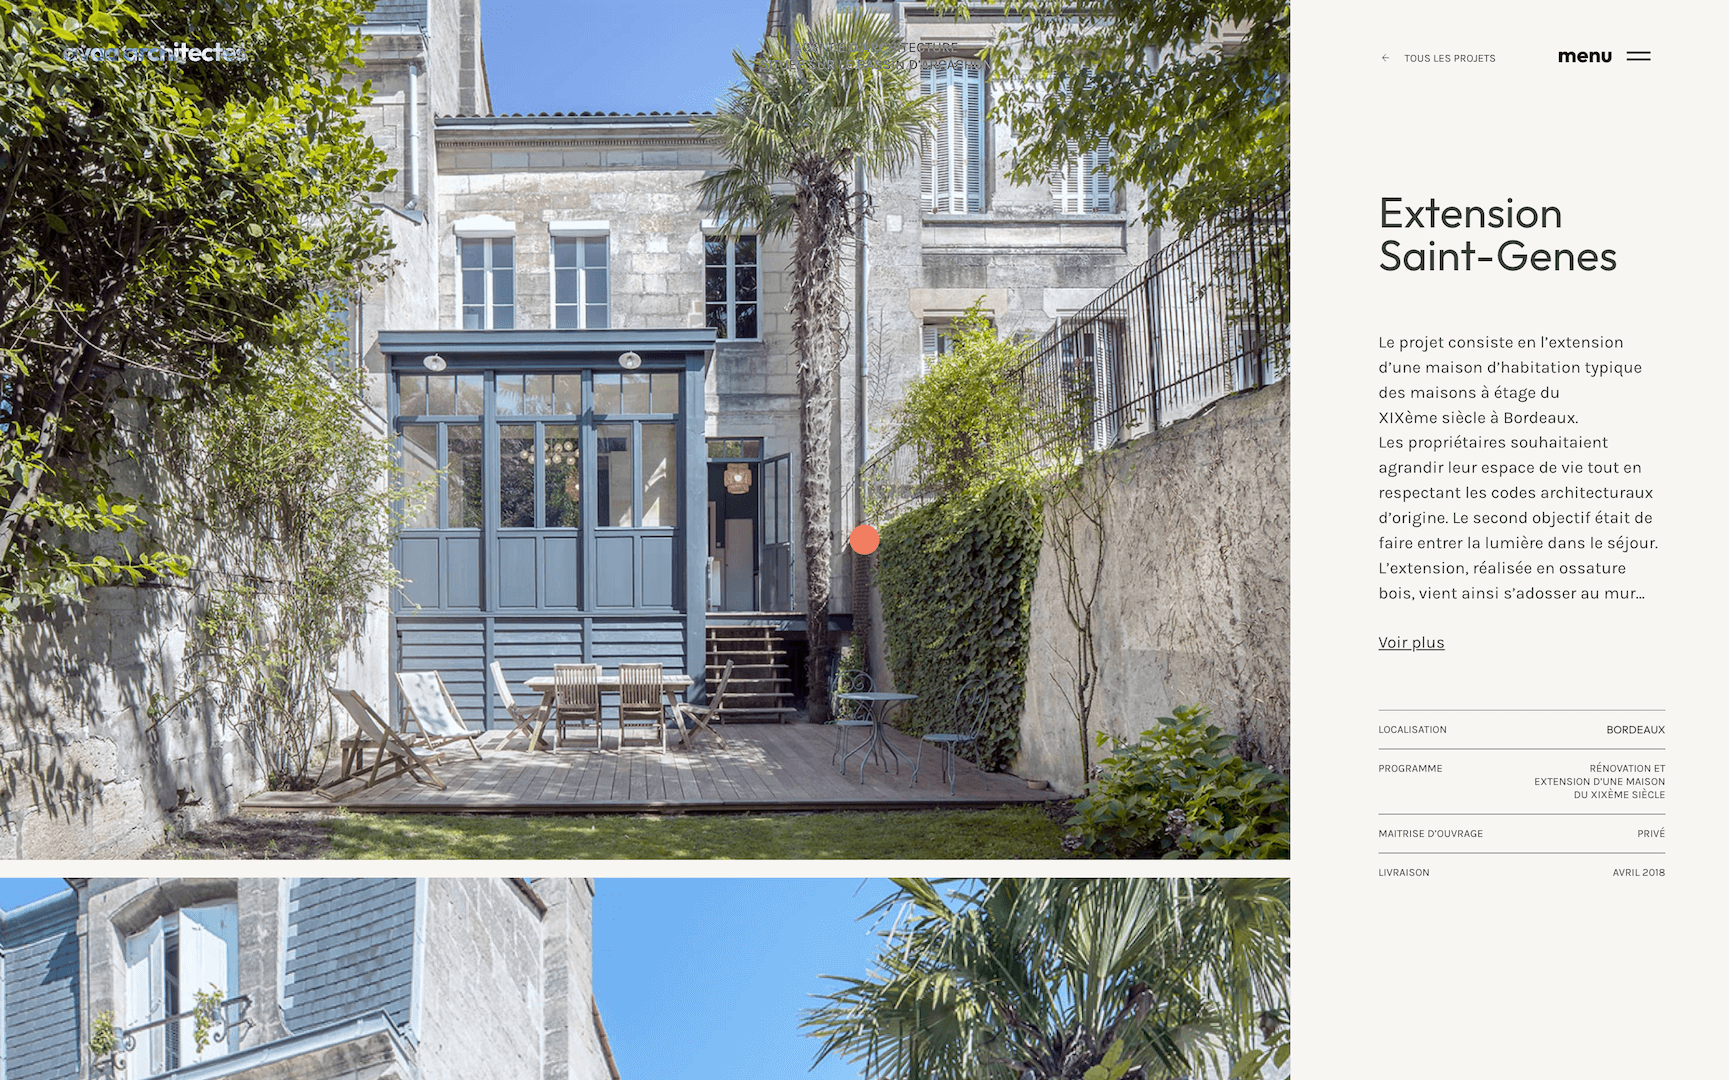 architectes
← TOUS LES PROJETS
menu
Extension
Saint-Genes
Le projet consiste en l’extension
d’une maison d’habitation typique
des maisons à étage du
XIXème siècle à Bordeaux.
Les propriétaires souhaitaient
agrandir leur espace de vie tout en
respectant les codes architecturaux
d’origine. Le second objectif était de
faire entrer la lumière dans le séjour.
L’extension, réalisée en ossature
bois, vient ainsi s’adosser au mur...
Voir plus
LOCALISATION BORDEAUX
PROGRAMME RÉNOVATION ET
EXTENSION D’UNE MAISON
DU XIXÈME SIÈCLE
MAITRISE D’OUVRAGE PRIVÉ
LIVRAISON AVRIL 2018